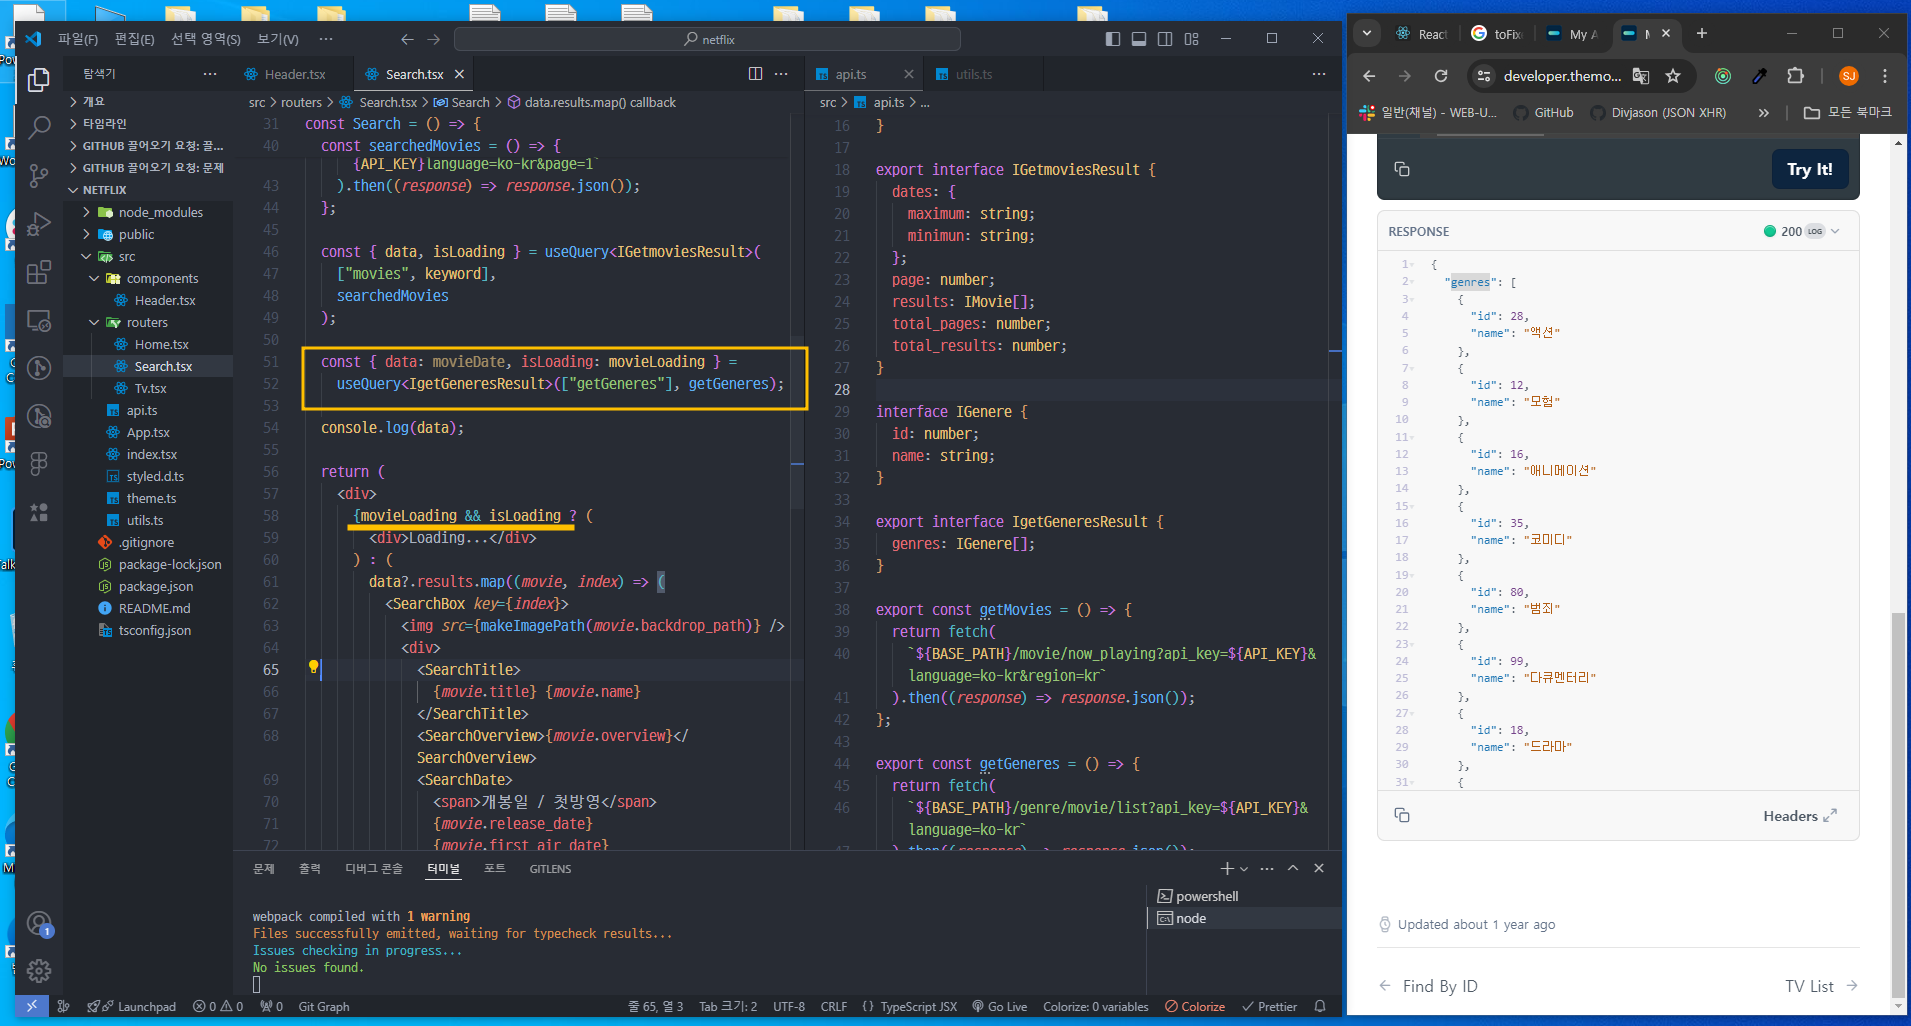 파일(F) 편집(E) 선택 영역(S) 보기(V) ···
netflix
탐색기 ···
개요
타임라인
GITHUB 끌어오기 요청: 끌...
GITHUB 끌어오기 요청: 문제
NETFLIX
node_modules
public
src
components
Header.tsx
routers
Home.tsx
Search.tsx
Tv.tsx
api.ts
App.tsx
index.tsx
styled.d.ts
theme.ts
utils.ts
.gitignore
package-lock.json
package.json
README.md
tsconfig.json
Header.tsx Search.tsx
src > routers > Search.tsx > Search > data.results.map() callback
31 const Search = () => {
40 const searchedMovies = () => {
{API_KEY}language=ko-kr&page=1`
43 ).then((response) => response.json());
44 };
45
46 const { data, isLoading } = useQuery<IGetmoviesResult>(
47 ["movies", keyword],
48 searchedMovies
49 );
50
51 const { data: movieDate, isLoading: movieLoading } =
52 useQuery<IgetGeneresResult>(["getGeneres"], getGeneres);
53
54 console.log(data);
55
56 return (
57 <div>
58 {movieLoading && isLoading ? (
59 <div>Loading...</div>
60 ) : (
61 data?.results.map((movie, index) => (
62 <SearchBox key={index}>
63 <img src={makeImagePath(movie.backdrop_path)} />
64 <div>
65 <SearchTitle>
66 {movie.title} {movie.name}
67 </SearchTitle>
68 <SearchOverview>{movie.overview}</
SearchOverview>
69 <SearchDate>
70 <span>개봉일 / 첫방영</span>
71 {movie.release_date}
72 {movie.first_air_date}
api.ts utils.ts
src > api.ts > ...
16 }
17
18 export interface IGetmoviesResult {
19 dates: {
20 maximum: string;
21 minimun: string;
22 };
23 page: number;
24 results: IMovie[];
25 total_pages: number;
26 total_results: number;
27 }
28
29 interface IGenere {
30 id: number;
31 name: string;
32 }
33
34 export interface IgetGeneresResult {
35 genres: IGenere[];
36 }
37
38 export const getMovies = () => {
39 return fetch(
40 `${BASE_PATH}/movie/now_playing?api_key=${API_KEY}&
language=ko-kr&region=kr`
41 ).then((response) => response.json());
42 };
43
44 export const getGeneres = () => {
45 return fetch(
46 `${BASE_PATH}/genre/movie/list?api_key=${API_KEY}&
language=ko-kr`
47 ).then((response) => response.json());
문제 출력 디버그 콘솔 터미널 포트 GITLENS
webpack compiled with 1 warning
Files successfully emitted, waiting for typecheck results...
Issues checking in progress...
No issues found.
powershell
node
1
Launchpad 0 0 0 Git Graph
줄 65, 열 3 Tab 크기: 2 UTF-8 CRLF {} TypeScript JSX Go Live Colorize: 0 variables Colorize Prettier
React toFix My A
developer.themo... SJ
일반(채널) - WEB-U... GitHub Divjason (JSON XHR) » 모든 북마크
Try It!
RESPONSE 200 LOG
1 {
2 "genres": [
3 {
4 "id": 28,
5 "name": "액션"
6 },
7 {
8 "id": 12,
9 "name": "모험"
10 },
11 {
12 "id": 16,
13 "name": "애니메이션"
14 },
15 {
16 "id": 35,
17 "name": "코미디"
18 },
19 {
20 "id": 80,
21 "name": "범죄"
22 },
23 {
24 "id": 99,
25 "name": "다큐멘터리"
26 },
27 {
28 "id": 18,
29 "name": "드라마"
30 },
31 {
Headers
Updated about 1 year ago
Find By ID TV List